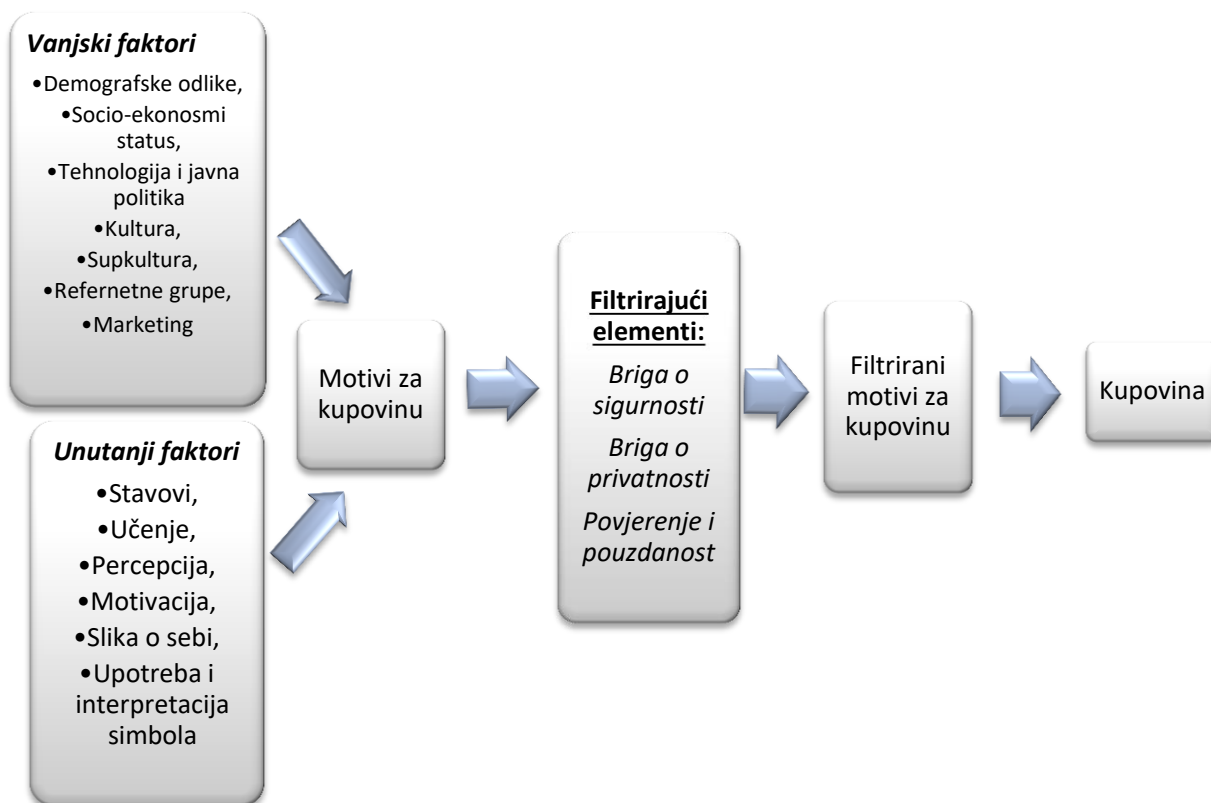 Vanjski faktori
•Demografske odlike,
•Socio-ekonosmi
status,
•Tehnologija i javna
politika
•Kultura,
•Supkultura,
•Refernetne grupe,
•Marketing
Unutanji faktori
•Stavovi,
•Učenje,
•Percepcija,
•Motivacija,
•Slika o sebi,
•Upotreba i
interpretacija
simbola
Motivi za
kupovinu
Filtrirajući
elementi:
Briga o
sigurnosti
Briga o
privatnosti
Povjerenje i
pouzdanost
Filtrirani
motivi za
kupovinu
Kupovina